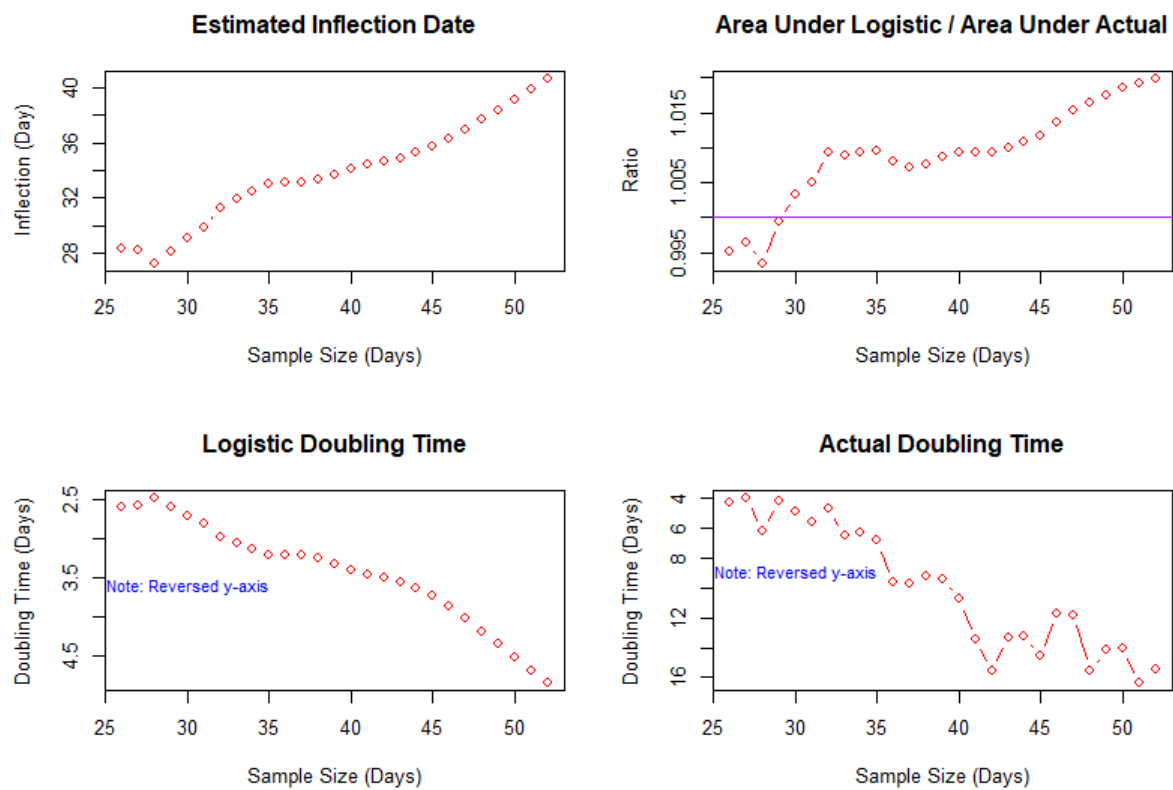 Estimated Inflection Date
Inflection (Day)
40
36
32
28
25 30 35 40 45 50
Sample Size (Days)
Area Under Logistic / Area Under Actual
Ratio
1.015
1.005
0.995
25 30 35 40 45 50
Sample Size (Days)
Logistic Doubling Time
Doubling Time (Days)
2.5
3.5
4.5
Note: Reversed y-axis
25 30 35 40 45 50
Sample Size (Days)
Actual Doubling Time
Doubling Time (Days)
4
6
8
12
16
Note: Reversed y-axis
25 30 35 40 45 50
Sample Size (Days)